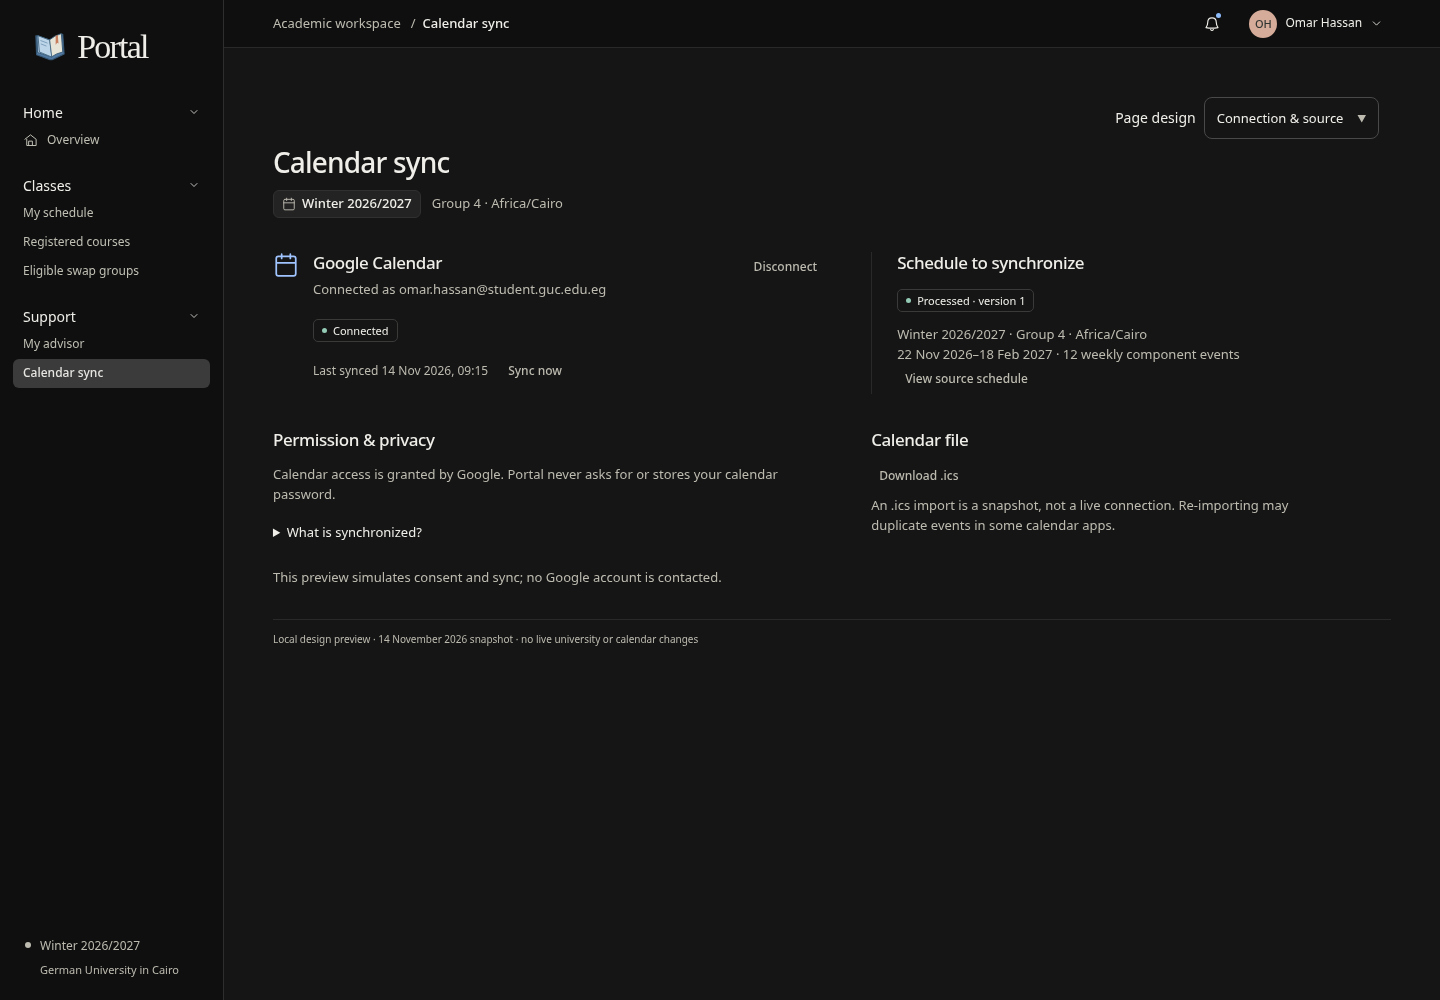 Portal
Home
Overview
Classes
My schedule
Registered courses
Eligible swap groups
Support
My advisor
Calendar sync
Winter 2026/2027
German University in Cairo
Academic workspace / Calendar sync
OH Omar Hassan
Page design Connection & source
Calendar sync
Winter 2026/2027 Group 4 · Africa/Cairo
Google Calendar Disconnect
Connected as omar.hassan@student.guc.edu.eg
Connected
Last synced 14 Nov 2026, 09:15 Sync now
Schedule to synchronize
Processed · version 1
Winter 2026/2027 · Group 4 · Africa/Cairo
22 Nov 2026–18 Feb 2027 · 12 weekly component events
View source schedule
Permission & privacy
Calendar access is granted by Google. Portal never asks for or stores your calendar
password.
What is synchronized?
This preview simulates consent and sync; no Google account is contacted.
Calendar file
Download .ics
An .ics import is a snapshot, not a live connection. Re-importing may
duplicate events in some calendar apps.
Local design preview · 14 November 2026 snapshot · no live university or calendar changes